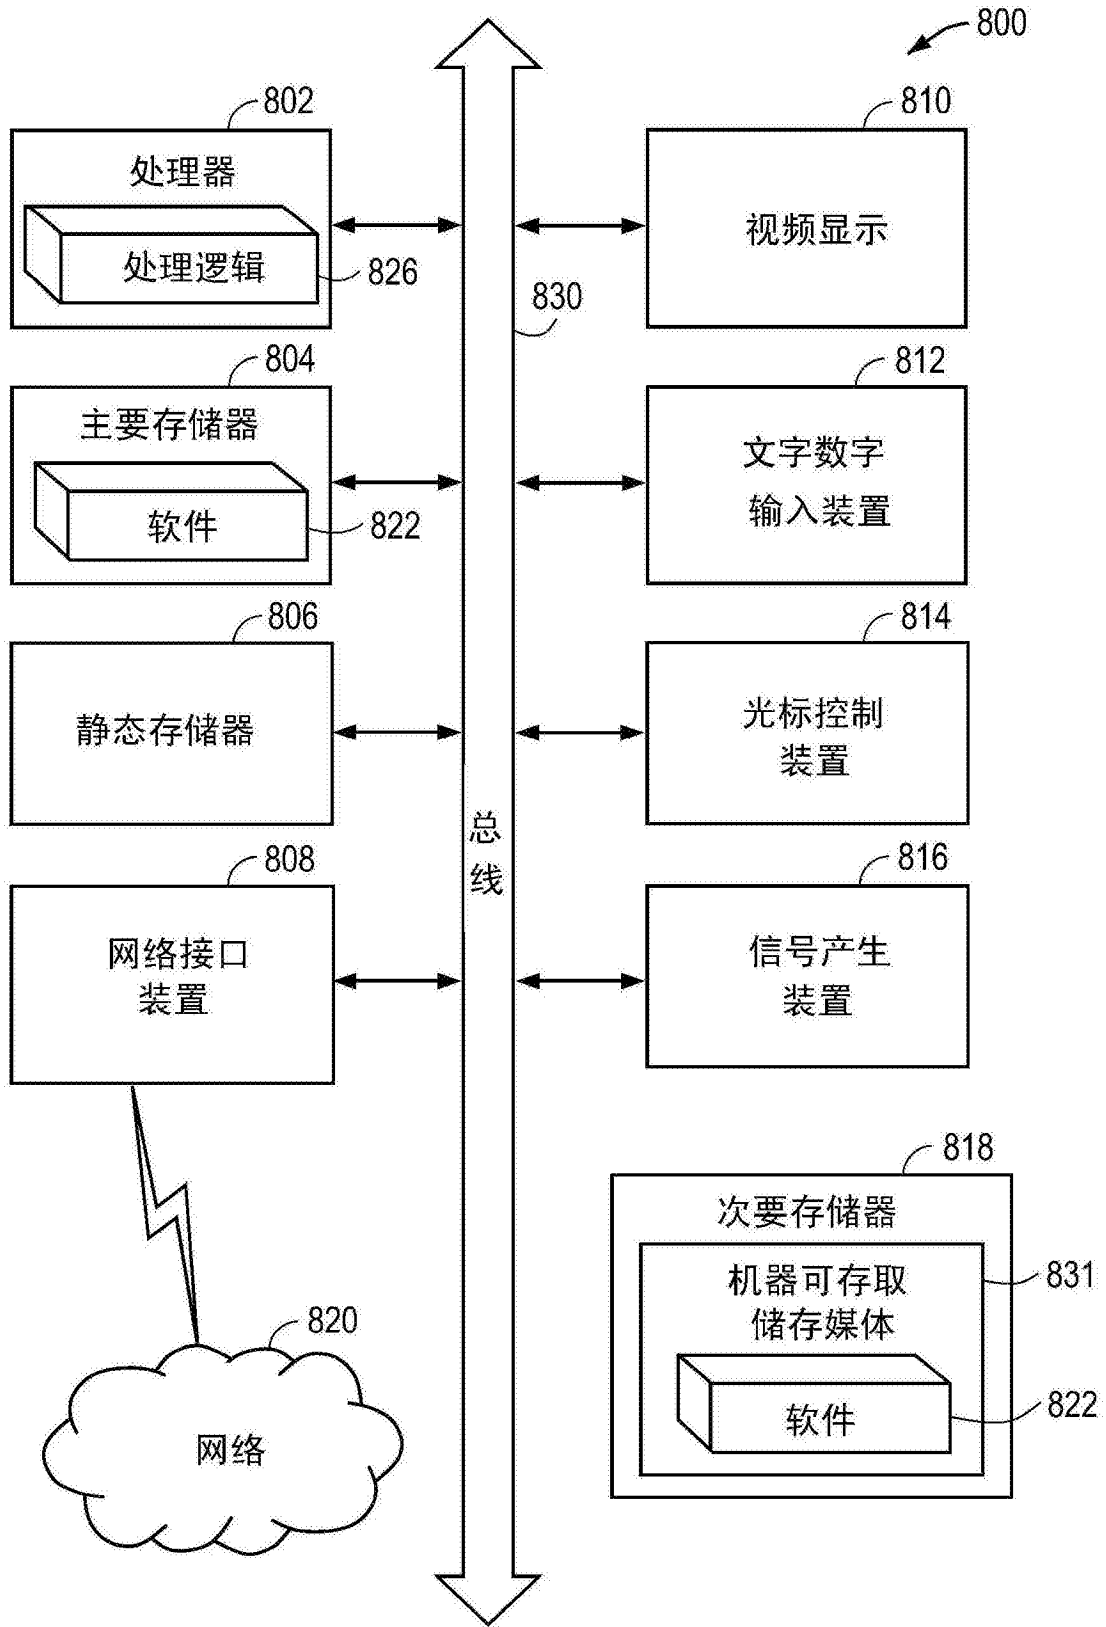 800
802
处理器
处理逻辑
826
810
视频显示
830
804
主要存储器
软件
822
812
文字数字
输入装置
806
静态存储器
814
光标控制
装置
总
线
808
网络接口
装置
816
信号产生
装置
818
次要存储器
机器可存取
储存媒体
831
软件
822
820
网络